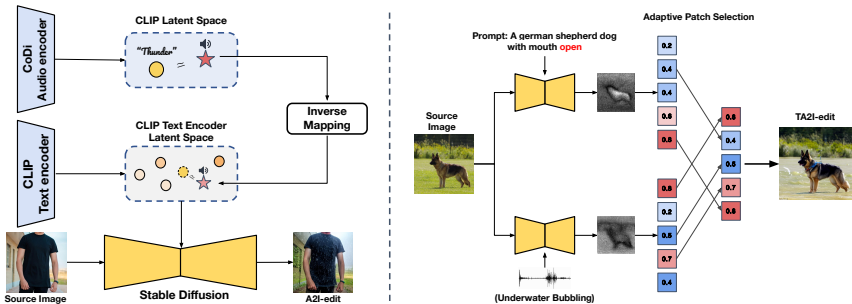 CoDi
Audio encoder
CLIP Latent Space
"Thunder"
≈
Inverse
Mapping
CLIP
Text encoder
CLIP Text Encoder
Latent Space
≈
Source Image
Stable Diffusion
A2I-edit
Prompt: A german shepherd dog
with mouth open
Source
Image
(Underwater Bubbling)
Adaptive Patch Selection
0.2
0.4
0.4
0.6
0.8
0.6
0.2
0.5
0.7
0.4
0.8
0.4
0.5
0.7
0.6
TA2I-edit